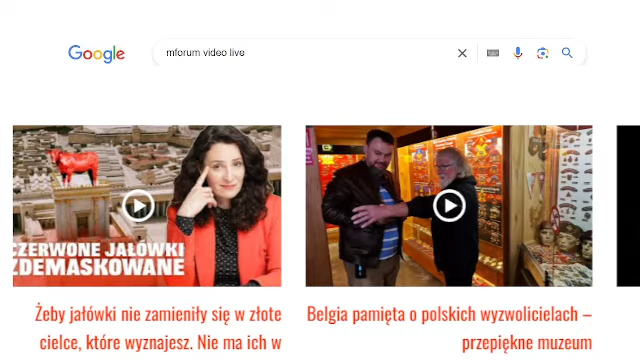 Google
mforum video live
CZERWONE JAŁÓWKI
ZDEMASKOWANE
Żeby jałówki nie zamieniły się w złote
cielce, które wyznajesz. Nie ma ich w
Belgia pamięta o polskich wyzwolicielach –
przepiękne muzeum